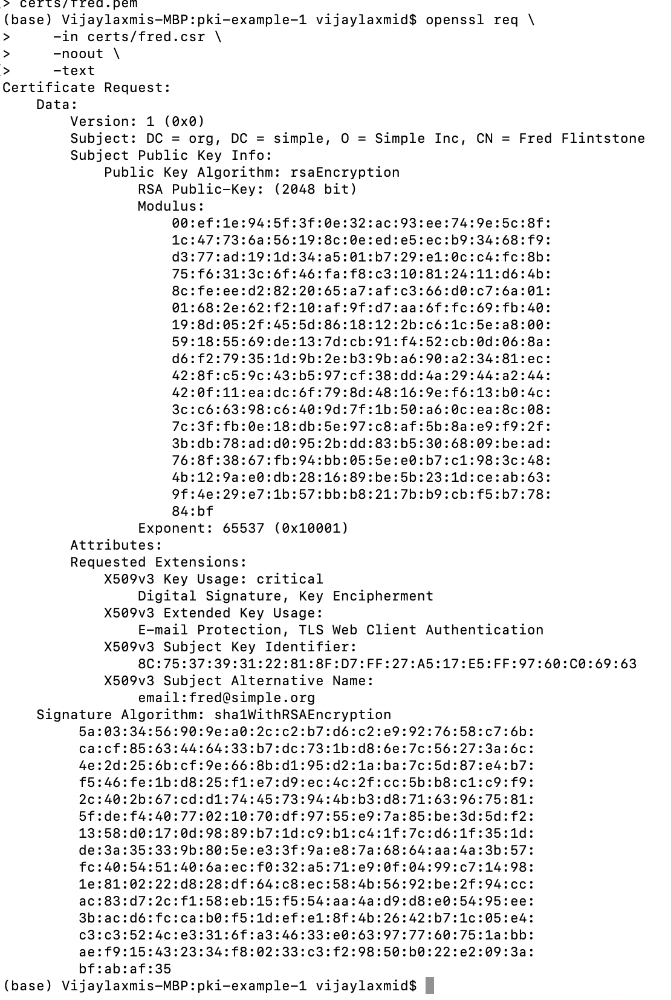 > certs/fred.pem
(base) Vijaylaxmis-MBP:pki-example-1 vijaylaxmid$ openssl req \
>     -in certs/fred.csr \
>     -noout \
>     -text
Certificate Request:
    Data:
        Version: 1 (0x0)
        Subject: DC = org, DC = simple, O = Simple Inc, CN = Fred Flintstone
        Subject Public Key Info:
            Public Key Algorithm: rsaEncryption
                RSA Public-Key: (2048 bit)
                Modulus:
                    00:ef:1e:94:5f:3f:0e:32:ac:93:ee:74:9e:5c:8f:
                    1c:47:73:6a:56:19:8c:0e:ed:e5:ec:b9:34:68:f9:
                    d3:77:ad:19:1d:34:a5:01:b7:29:e1:0c:c4:fc:8b:
                    75:f6:31:3c:6f:46:fa:f8:c3:10:81:24:11:d6:4b:
                    8c:fe:ee:d2:82:20:65:a7:af:c3:66:d0:c7:6a:01:
                    01:68:2e:62:f2:10:af:9f:d7:aa:6f:fc:69:fb:40:
                    19:8d:05:2f:45:5d:86:18:12:2b:c6:1c:5e:a8:00:
                    59:18:55:69:de:13:7d:cb:91:f4:52:cb:0d:06:8a:
                    d6:f2:79:35:1d:9b:2e:b3:9b:a6:90:a2:34:81:ec:
                    42:8f:c5:9c:43:b5:97:cf:38:dd:4a:29:44:a2:44:
                    42:0f:11:ea:dc:6f:79:8d:48:16:9e:f6:13:b0:4c:
                    3c:c6:63:98:c6:40:9d:7f:1b:50:a6:0c:ea:8c:08:
                    7c:3f:fb:0e:18:db:5e:97:c8:af:5b:8a:e9:f9:2f:
                    3b:db:78:ad:d0:95:2b:dd:83:b5:30:68:09:be:ad:
                    76:8f:38:67:fb:94:bb:05:5e:e0:b7:c1:98:3c:48:
                    4b:12:9a:e0:db:28:16:89:be:5b:23:1d:ce:ab:63:
                    9f:4e:29:e7:1b:57:bb:b8:21:7b:b9:cb:f5:b7:78:
                    84:bf
                Exponent: 65537 (0x10001)
        Attributes:
        Requested Extensions:
            X509v3 Key Usage: critical
                Digital Signature, Key Encipherment
            X509v3 Extended Key Usage:
                E-mail Protection, TLS Web Client Authentication
            X509v3 Subject Key Identifier:
                8C:75:37:39:31:22:81:8F:D7:FF:27:A5:17:E5:FF:97:60:C0:69:63
            X509v3 Subject Alternative Name:
                email:fred@simple.org
    Signature Algorithm: sha1WithRSAEncryption
         5a:03:34:56:90:9e:a0:2c:c2:b7:d6:c2:e9:92:76:58:c7:6b:
         ca:cf:85:63:44:64:33:b7:dc:73:1b:d8:6e:7c:56:27:3a:6c:
         4e:2d:25:6b:cf:9e:66:8b:d1:95:d2:1a:ba:7c:5d:87:e4:b7:
         f5:46:fe:1b:d8:25:f1:e7:d9:ec:4c:2f:cc:5b:b8:c1:c9:f9:
         2c:40:2b:67:cd:d1:74:45:73:94:4b:b3:d8:71:63:96:75:81:
         5f:de:f4:40:77:02:10:70:df:97:55:e9:7a:85:be:3d:5d:f2:
         13:58:d0:17:0d:98:89:b7:1d:c9:b1:c4:1f:7c:d6:1f:35:1d:
         de:3a:35:33:9b:80:5e:e3:3f:9a:e8:7a:68:64:aa:4a:3b:57:
         fc:40:54:51:40:6a:ec:f0:32:a5:71:e9:0f:04:99:c7:14:98:
         1e:81:02:22:d8:28:df:64:c8:ec:58:4b:56:92:be:2f:94:cc:
         ac:83:d7:2c:f1:58:eb:15:f5:54:aa:4a:d9:d8:e0:54:95:ee:
         3b:ac:d6:fc:ca:b0:f5:1d:ef:e1:8f:4b:26:42:b7:1c:05:e4:
         c3:c3:52:4c:e3:31:6f:a3:46:33:e0:63:97:77:60:75:1a:bb:
         ae:f9:15:43:23:34:f8:02:33:c3:f2:98:50:b0:22:e2:09:3a:
         bf:ab:af:35
(base) Vijaylaxmis-MBP:pki-example-1 vijaylaxmid$